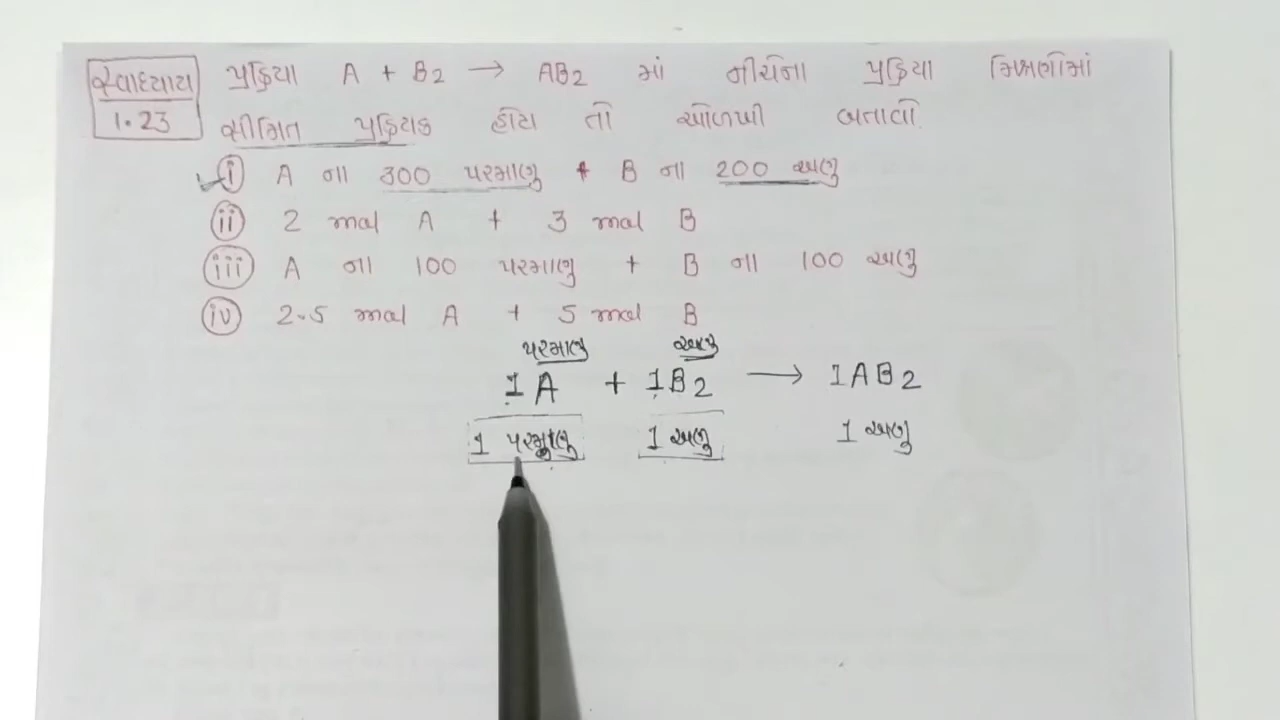 સ્વાધ્યાય 1.23
પ્રક્રિયા A + B2 → AB2 માં નીચેના પ્રક્રિયા મિશ્રણોમાં
સીમિત પ્રક્રિયક હોય તો ઓળખી બતાવો.
(i) A ના 300 પરમાણુ + B ના 200 અણુ
(ii) 2 mol A + 3 mol B
(iii) A ના 100 પરમાણુ + B ના 100 અણુ
(iv) 2.5 mol A + 5 mol B
પરમાણુ અણુ
1A + 1B2 → 1AB2
1 પરમાણુ 1 અણુ 1 અણુ